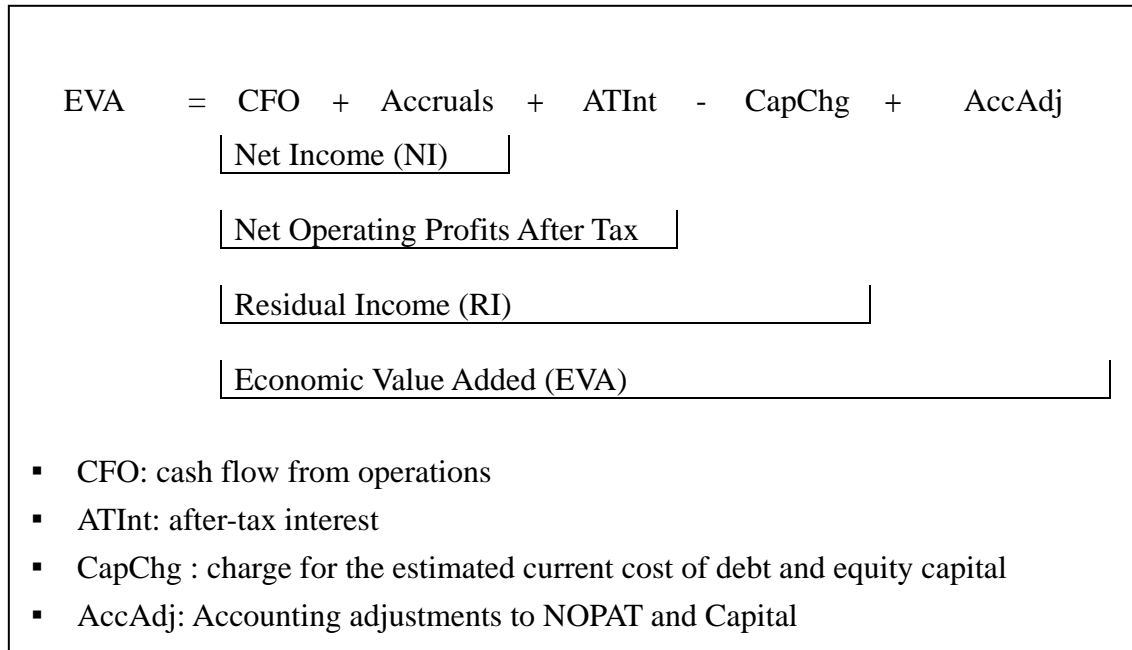 EVA = CFO + Accruals + ATInt - CapChg + AccAdj
Net Income (NI)
Net Operating Profits After Tax
Residual Income (RI)
Economic Value Added (EVA)
▪ CFO: cash flow from operations
▪ ATInt: after-tax interest
▪ CapChg : charge for the estimated current cost of debt and equity capital
▪ AccAdj: Accounting adjustments to NOPAT and Capital